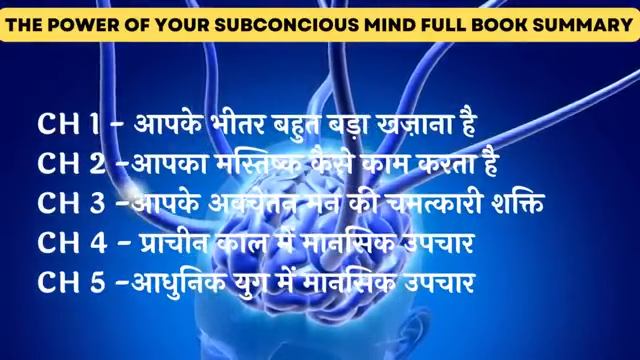 THE POWER OF YOUR SUBCONCIOUS MIND FULL BOOK SUMMARY
CH 1 - आपके भीतर बहुत बड़ा खज़ाना है
CH 2 -आपका मस्तिष्क कैसे काम करता है
CH 3 -आपके अवचेतन मन की चमत्कारी शक्ति
CH 4 - प्राचीन काल में मानसिक उपचार
CH 5 -आधुनिक युग में मानसिक उपचार